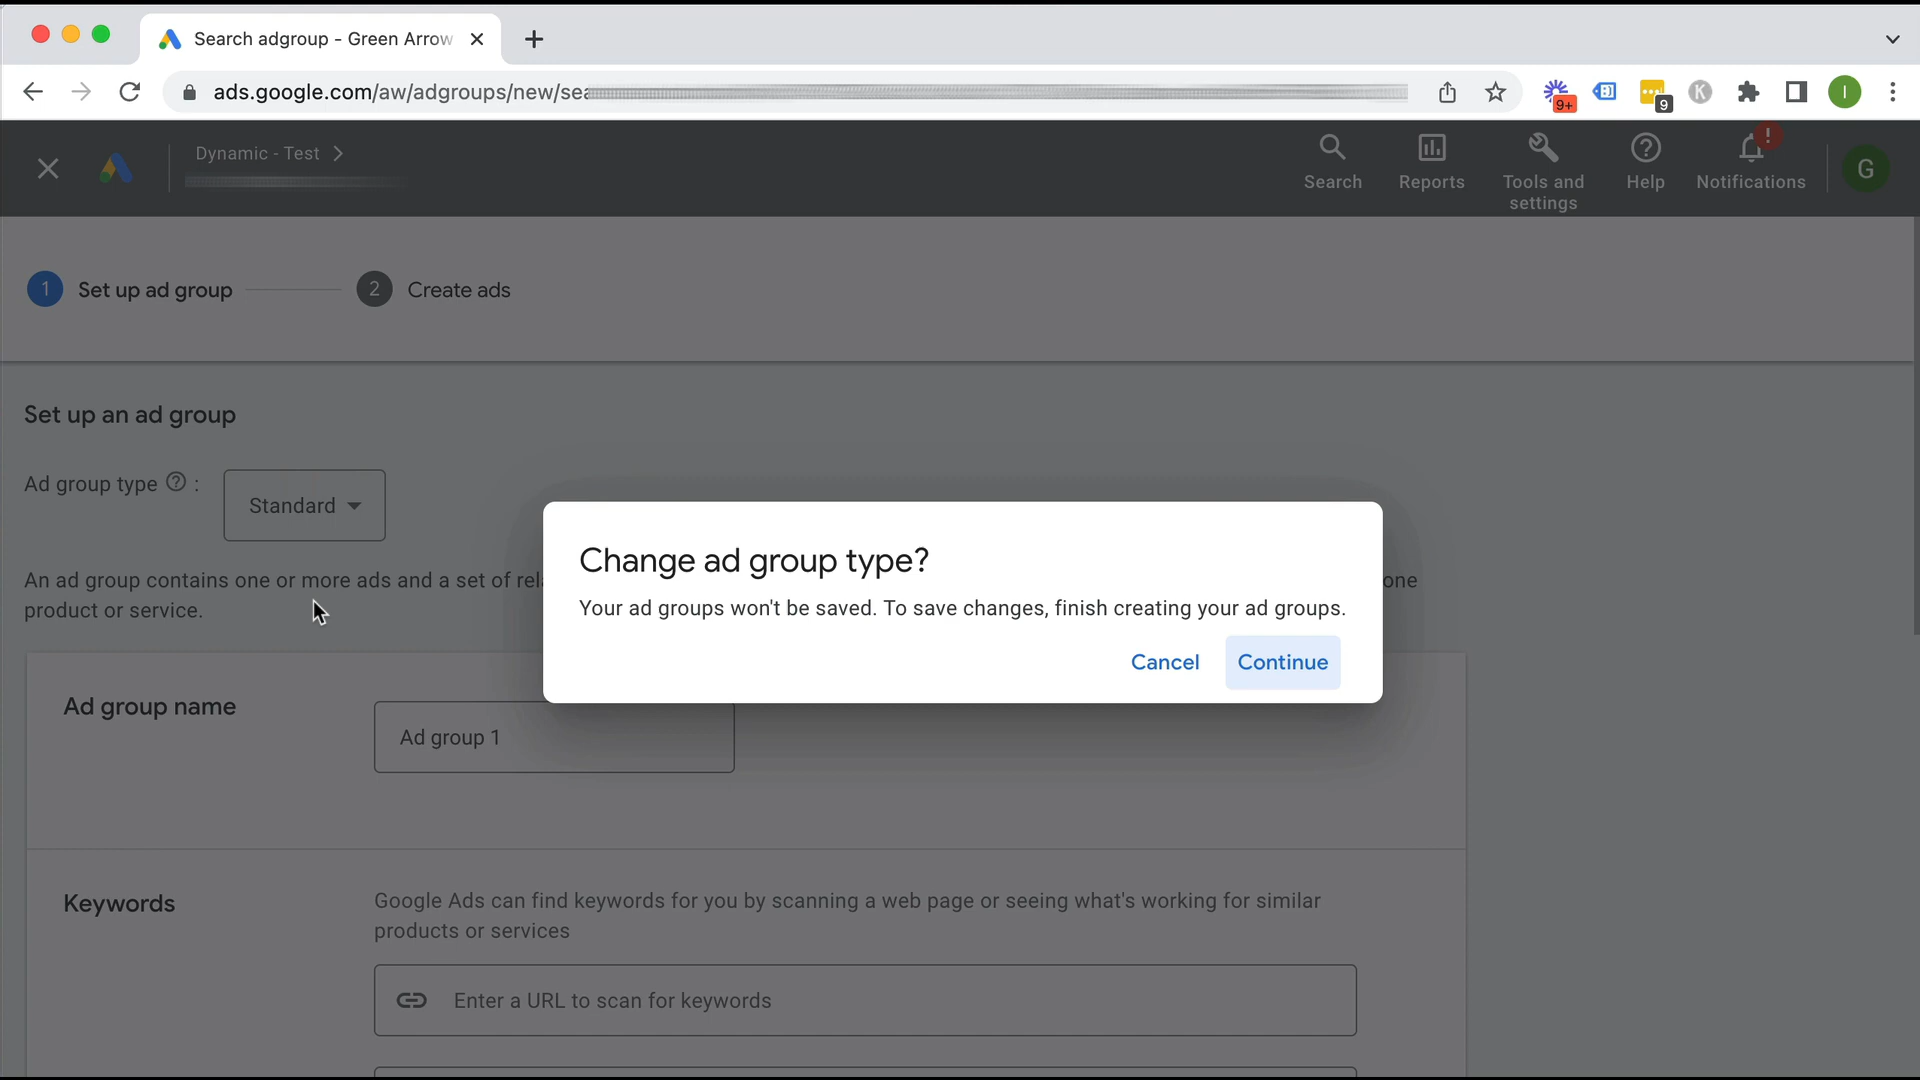 Search adgroup - Green Arrow
ads.google.com/aw/adgroups/new/sea
9+
9
K
I
Dynamic - Test
Search
Reports
Tools and
settings
Help
!
Notifications
G
1 Set up ad group
2 Create ads
Set up an ad group
Ad group type ? :
Standard
An ad group contains one or more ads and a set of rel
one
product or service.
Change ad group type?
Your ad groups won't be saved. To save changes, finish creating your ad groups.
Cancel
Continue
Ad group name
Ad group 1
Keywords
Google Ads can find keywords for you by scanning a web page or seeing what's working for similar
products or services
Enter a URL to scan for keywords